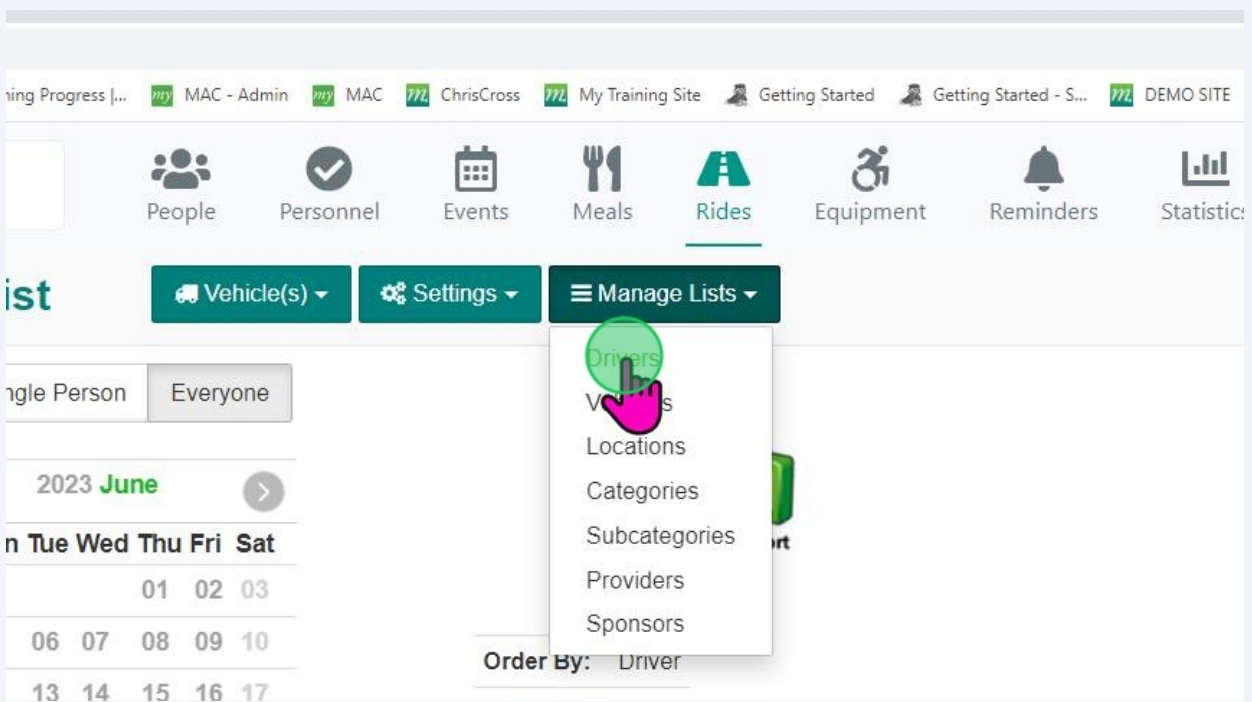 ning Progress |... my MAC - Admin my MAC m ChrisCross m My Training Site Getting Started Getting Started - S... m DEMO SITE
People Personnel Events Meals Rides Equipment Reminders Statistics
ist Vehicle(s) Settings Manage Lists
ngle Person Everyone
Drivers
Locations
Categories
Subcategories
Providers
Sponsors
2023 June
n Tue Wed Thu Fri Sat
01 02 03
06 07 08 09 10
13 14 15 16 17
ort
Order By: Driver